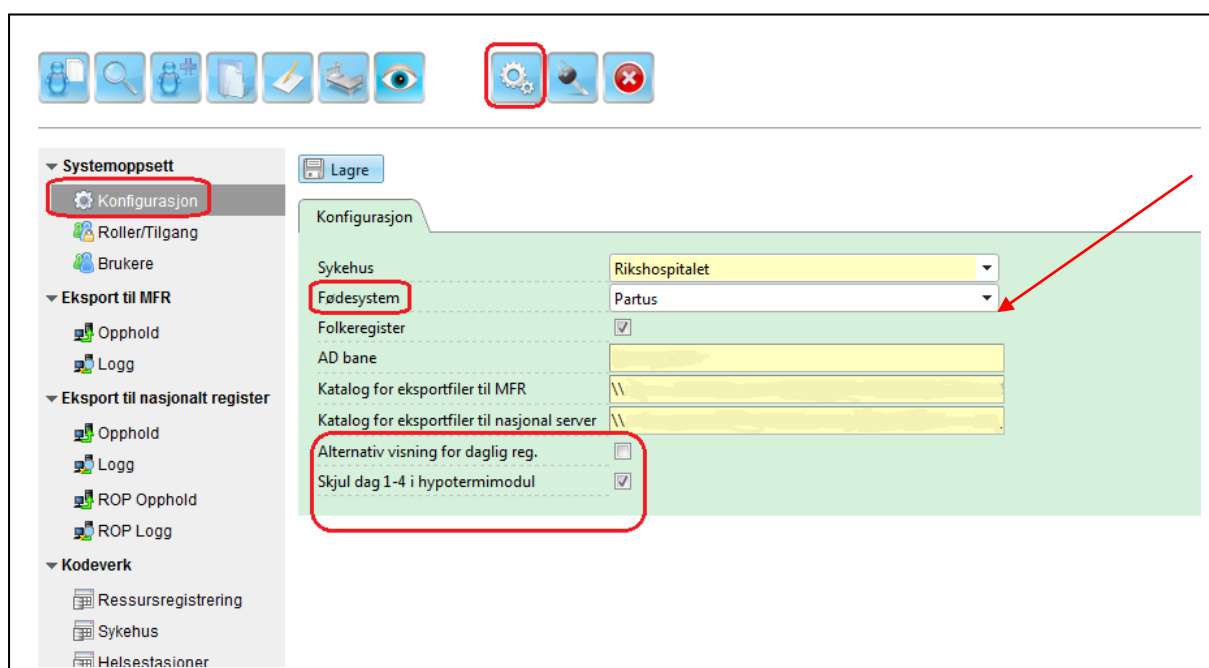 Systemoppsett
Konfigurasjon
Roller/Tilgang
Brukere
Eksport til MFR
Opphold
Logg
Eksport til nasjonalt register
Opphold
Logg
ROP Opphold
ROP Logg
Kodeverk
Ressursregistrering
Sykehus
Helsestasjoner
Lagre
Konfigurasjon
Sykehus Rikshospitalet
Fødesystem Partus
Folkeregister
AD bane
Katalog for eksportfiler til MFR \\
Katalog for eksportfiler til nasjonal server \\
Alternativ visning for daglig reg.
Skjul dag 1-4 i hypotermimodul